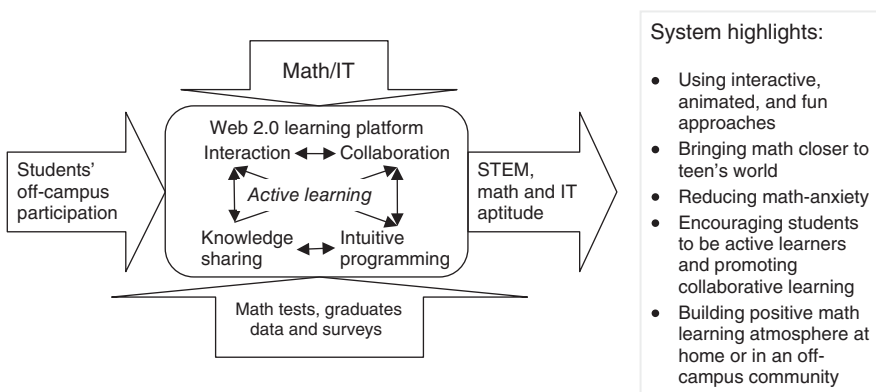 Math/IT
Web 2.0 learning platform
Interaction Collaboration
Active learning
Knowledge
sharing
Intuitive
programming
Students'
off-campus
participation
STEM,
math and IT
aptitude
Math tests, graduates
data and surveys
System highlights:
● Using interactive,
animated, and fun
approaches
● Bringing math closer to
teen's world
● Reducing math-anxiety
● Encouraging students
to be active learners
and promoting
collaborative learning
● Building positive math
learning atmosphere at
home or in an off-
campus community